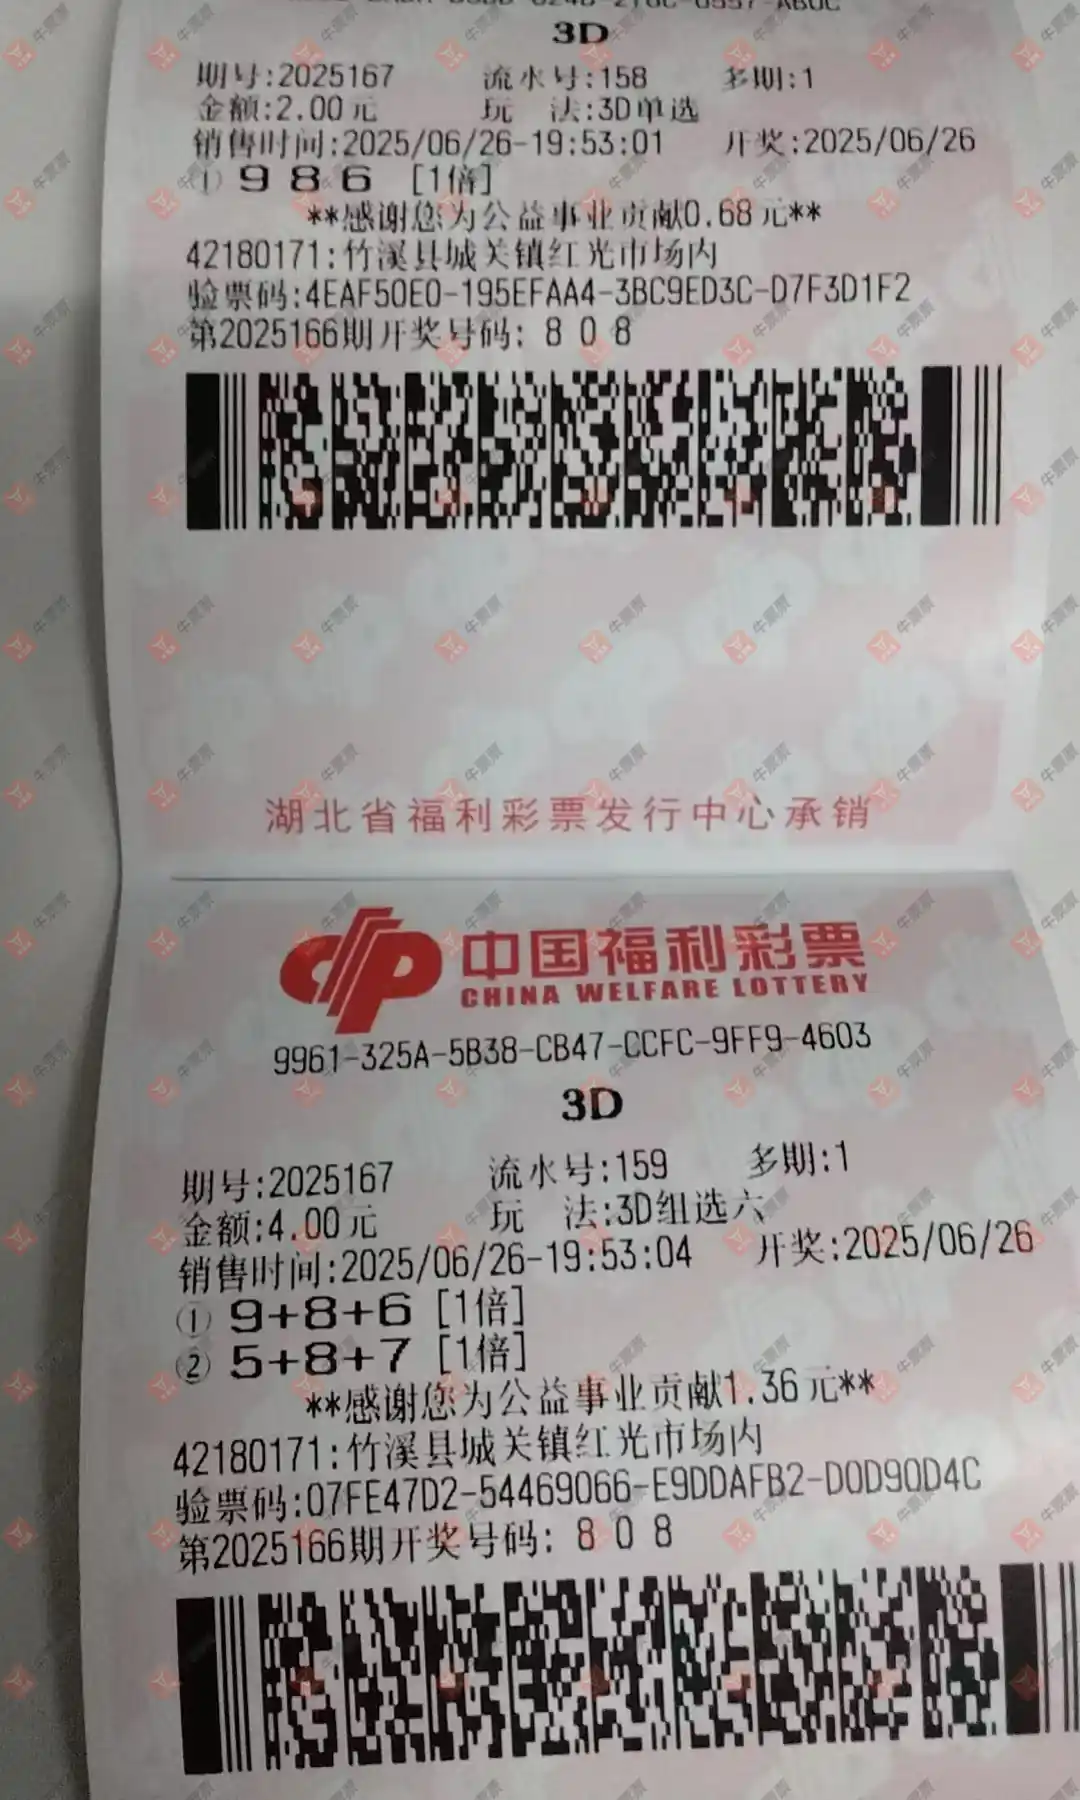 3D
期号:2025167 流水号:158 多期:1
金额:2.00元 玩 法:3D单选
销售时间:2025/06/26-19:53:01 开奖:2025/06/26
① 9 8 6 [1倍]
**感谢您为公益事业贡献0.68元**
42180171:竹溪县城关镇红光市场内
验票码:4EAF50E0-195EFAA4-3BC9ED3C-D7F3D1F2
第2025166期开奖号码: 8 0 8
湖北省福利彩票发行中心承销
中国福利彩票
CHINA WELFARE LOTTERY
9961-325A-5B38-CB47-CCFC-9FF9-4603
3D
期号:2025167 流水号:159 多期:1
金额:4.00元 玩 法:3D组选六
销售时间:2025/06/26-19:53:04 开奖:2025/06/26
① 9+8+6 [1倍]
② 5+8+7 [1倍]
**感谢您为公益事业贡献1.36元**
42180171:竹溪县城关镇红光市场内
验票码:07FE47D2-54469066-E9DDAFB2-D0D90D4C
第2025166期开奖号码: 8 0 8
牛票票